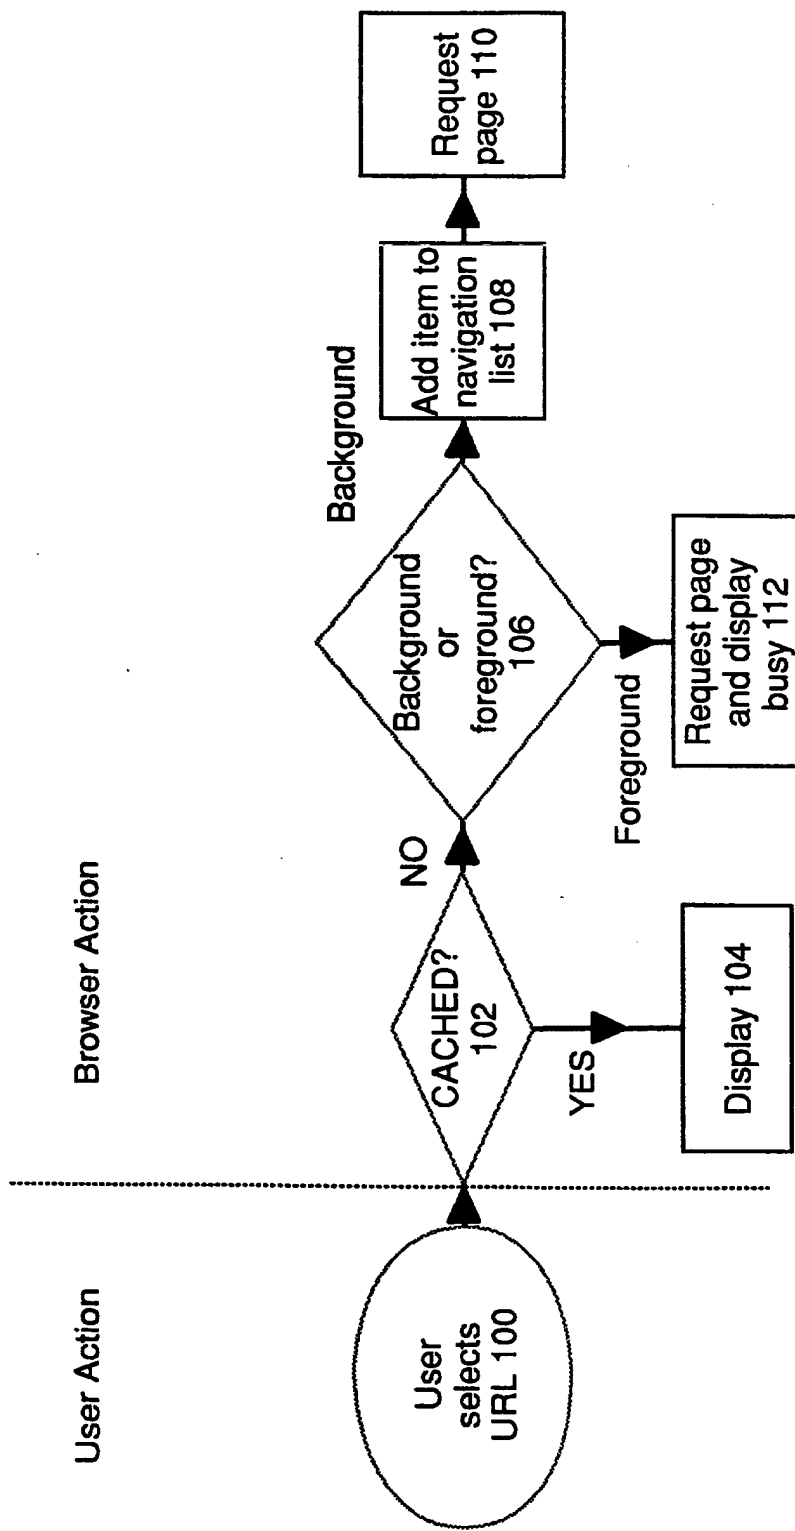 User Action
Browser Action
User
selects
URL 100
CACHED?
102
YES
NO
Display 104
Background
or
foreground?
106
Background
Foreground
Add item to
navigation
list 108
Request
page 110
Request page
and display
busy 112